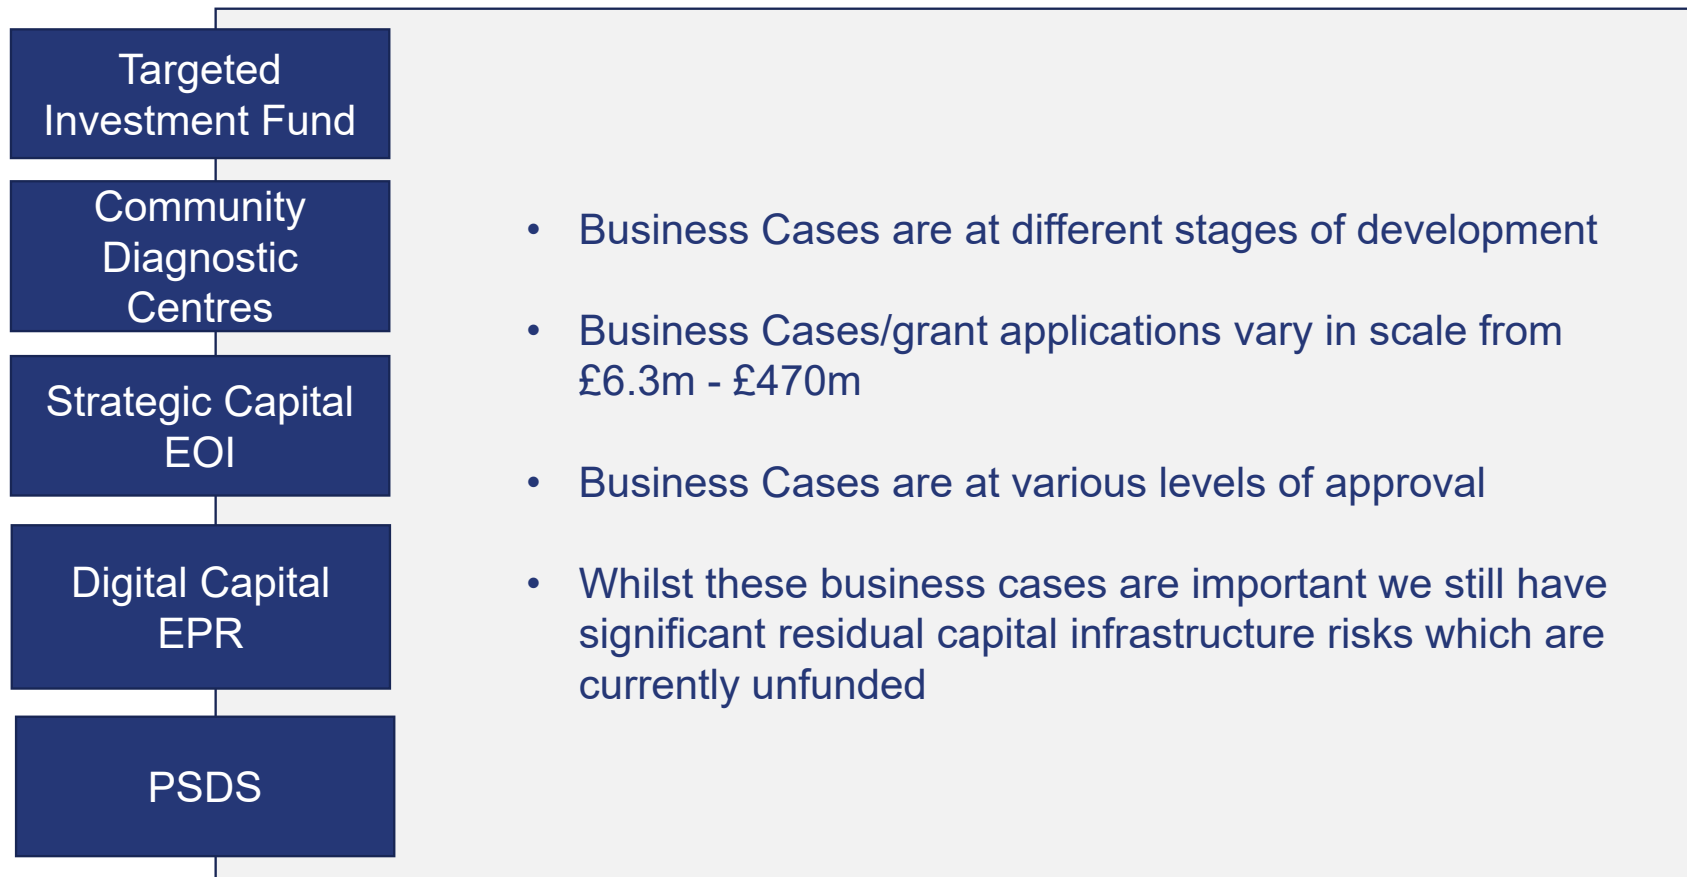 Targeted
Investment Fund
Community
Diagnostic
Centres
Strategic Capital
EOI
Digital Capital
EPR
PSDS
• Business Cases are at different stages of development
• Business Cases/grant applications vary in scale from
£6.3m - £470m
• Business Cases are at various levels of approval
• Whilst these business cases are important we still have
significant residual capital infrastructure risks which are
currently unfunded